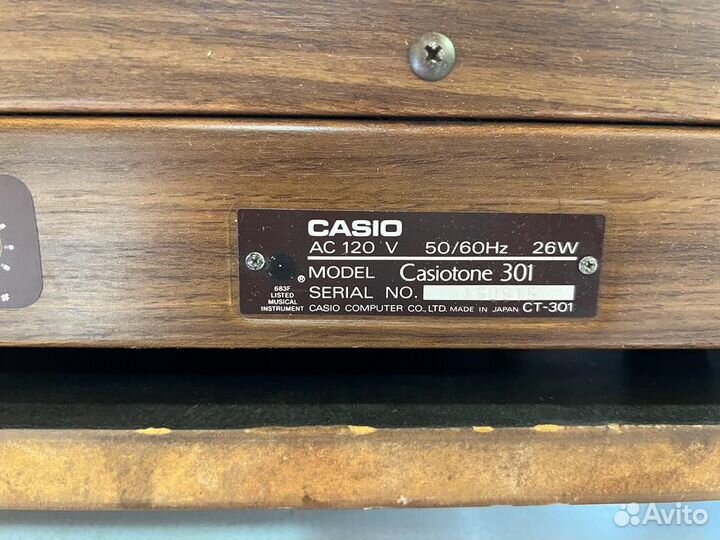 CASIO
AC 120 V 50/60Hz 26W
MODEL Casiotone 301
®
683F
LISTED
MUSICAL
INSTRUMENT
SERIAL NO.
CASIO COMPUTER CO., LTD. MADE IN JAPAN CT-301
#
Avito